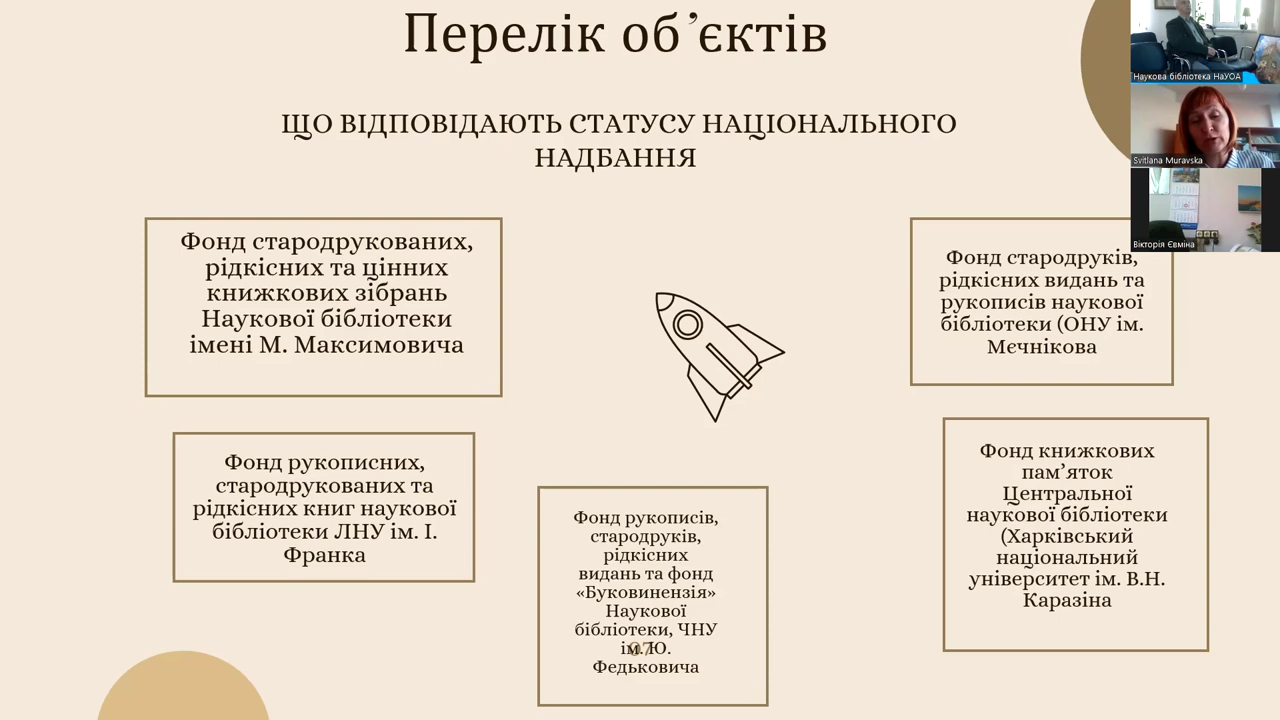 Перелік об’єктів
ЩО ВІДПОВІДАЮТЬ СТАТУСУ НАЦІОНАЛЬНОГО
НАДБАННЯ
Фонд стародрукованих,
рідкісних та цінних
книжкових зібрань
Наукової бібліотеки
імені М. Максимовича
Фонд рукописних,
стародрукованих та
рідкісних книг наукової
бібліотеки ЛНУ ім. І.
Франка
Фонд рукописів,
стародруків,
рідкісних
видань та фонд
«Буковинензія»
Наукової
бібліотеки, ЧНУ
ім. Ю.
Федьковича
07
Фонд стародруків,
рідкісних видань та
рукописів наукової
бібліотеки (ОНУ ім.
Мєчнікова
Фонд книжкових
пам’яток
Центральної
наукової бібліотеки
(Харківський
національний
університет ім. В.Н.
Каразіна
Наукова бібліотека НаУОА
Svitlana Muravska
Вікторія Євміна